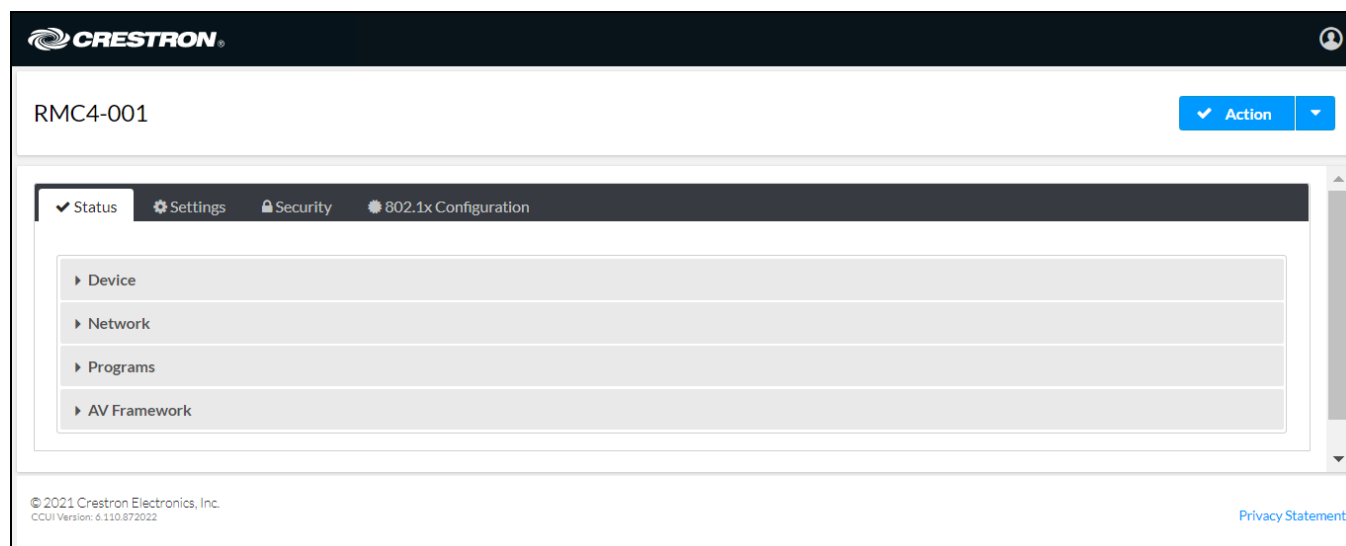 CRESTRON®
RMC4-001
Action
Status Settings Security 802.1x Configuration
Device
Network
Programs
AV Framework
© 2021 Crestron Electronics, Inc.
CCUI Version: 6.110.872022
Privacy Statement